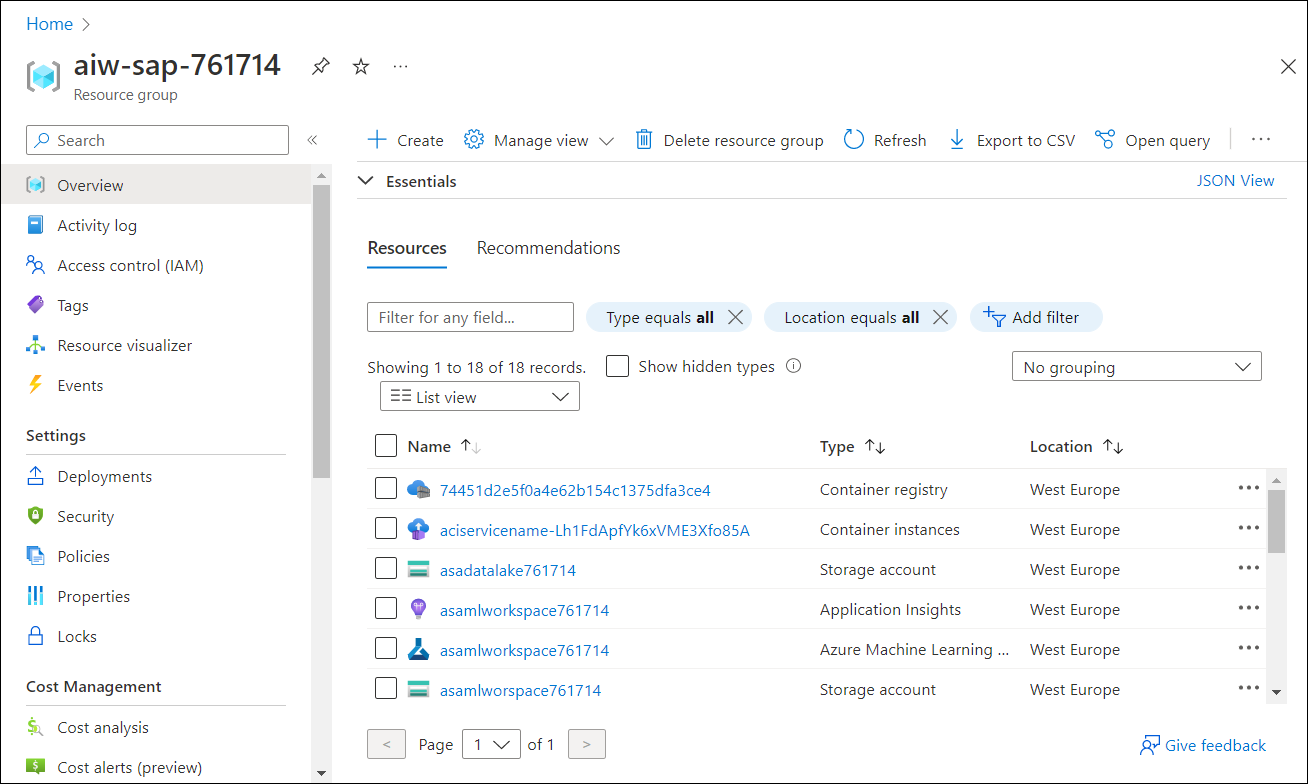 Home
aiw-sap-761714
Resource group
Search
Create
Manage view
Delete resource group
Refresh
Export to CSV
Open query
Overview
Activity log
Access control (IAM)
Tags
Resource visualizer
Events
Settings
Deployments
Security
Policies
Properties
Locks
Cost Management
Cost analysis
Cost alerts (preview)
Essentials
JSON View
Resources Recommendations
Filter for any field...
Type equals all
Location equals all
Add filter
Showing 1 to 18 of 18 records.
Show hidden types
No grouping
List view
Name Type Location
74451d2e5f0a4e62b154c1375dfa3ce4 Container registry West Europe
aciservicename-Lh1FdApfYk6xVME3Xfo85A Container instances West Europe
asadatalake761714 Storage account West Europe
asamlworkspace761714 Application Insights West Europe
asamlworkspace761714 Azure Machine Learning ... West Europe
asamlworspace761714 Storage account West Europe
< Page 1 of 1 >
Give feedback